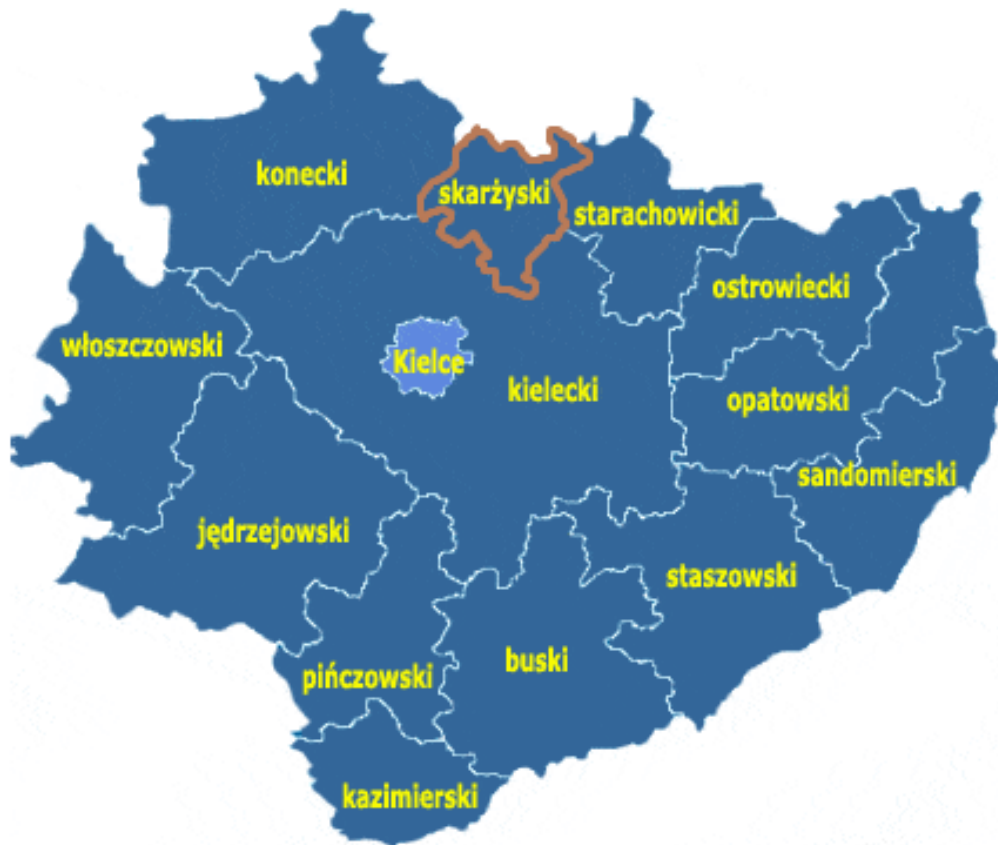 konecki
skarżyski
starachowicki
ostrowiecki
włoszczowski
Kielce
kielecki
opatowski
sandomierski
jędrzejowski
staszowski
pińczowski
buski
kazimierski